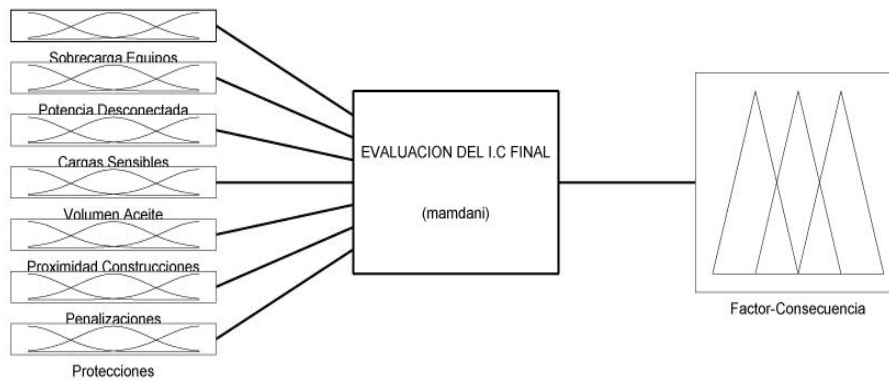 Sobrecarga Equipos
Potencia Desconectada
Cargas Sensibles
Volumen Aceite
Proximidad Construcciones
Penalizaciones
Protecciones
EVALUACION DEL I.C FINAL
(mamdani)
Factor-Consecuencia